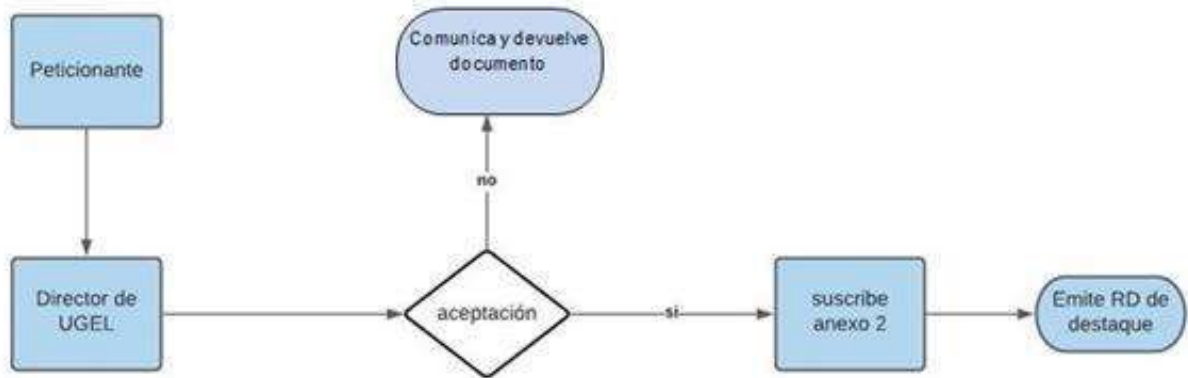 Peticionante
Comunica y devuelve
documento
no
Director de
UGEL
aceptación
si
suscribe
anexo 2
Emite RD de
destaque